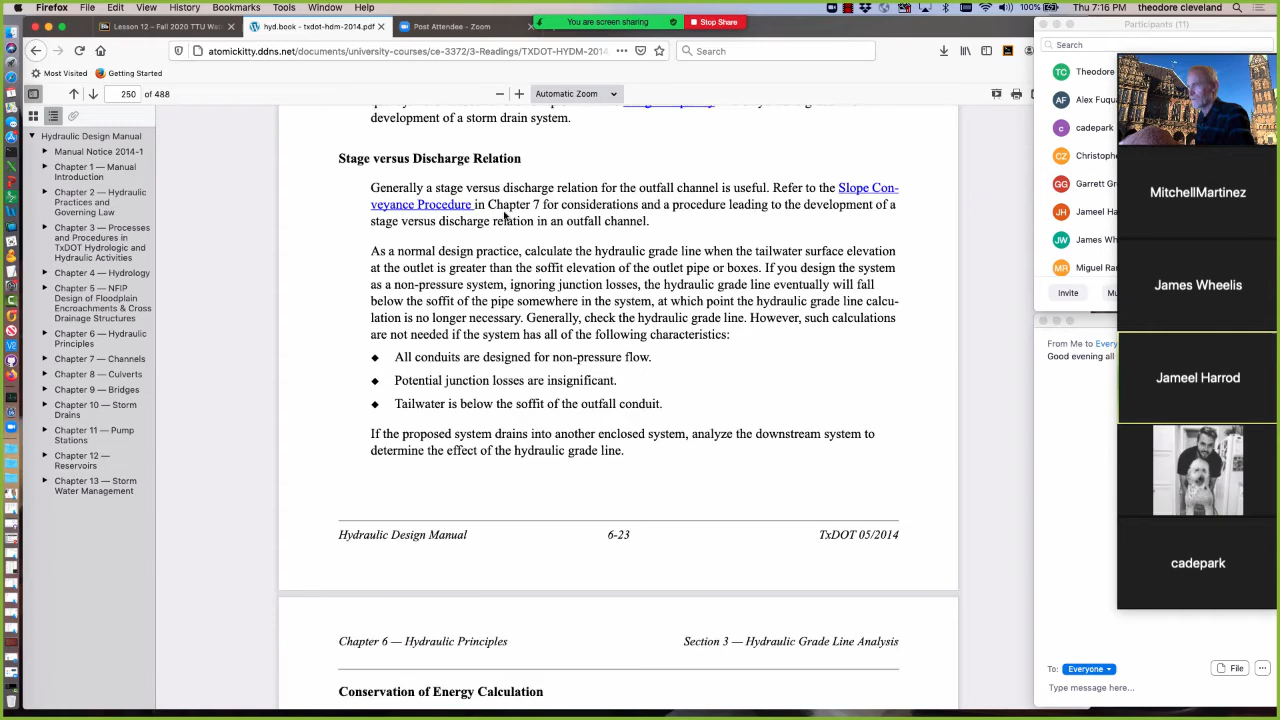 Firefox File Edit View History Bookmarks Tools Window Help
100% Thu 7:16 PM theodore cleveland
Lesson 12 – Fall 2020 TTU Wat
hyd.book - txdot-hdm-2014.pdf
Post Attendee - Zoom
You are screen sharing
Stop Share
atomickitty.ddns.net/documents/university-courses/ce-3372/3-Readings/TXDOT-HYDM-2014.
Search
Most Visited Getting Started
250 of 488
Automatic Zoom
Hydraulic Design Manual
Manual Notice 2014-1
Chapter 1 — Manual
Introduction
Chapter 2 — Hydraulic
Practices and
Governing Law
Chapter 3 — Processes
and Procedures in
TxDOT Hydrologic and
Hydraulic Activities
Chapter 4 — Hydrology
Chapter 5 — NFIP
Design of Floodplain
Encroachments & Cross
Drainage Structures
Chapter 6 — Hydraulic
Principles
Chapter 7 — Channels
Chapter 8 — Culverts
Chapter 9 — Bridges
Chapter 10 — Storm
Drains
Chapter 11 — Pump
Stations
Chapter 12 —
Reservoirs
Chapter 13 — Storm
Water Management
development of a storm drain system.
Stage versus Discharge Relation
Generally a stage versus discharge relation for the outfall channel is useful. Refer to the Slope Con-
veyance Procedure in Chapter 7 for considerations and a procedure leading to the development of a
stage versus discharge relation in an outfall channel.
As a normal design practice, calculate the hydraulic grade line when the tailwater surface elevation
at the outlet is greater than the soffit elevation of the outlet pipe or boxes. If you design the system
as a non-pressure system, ignoring junction losses, the hydraulic grade line eventually will fall
below the soffit of the pipe somewhere in the system, at which point the hydraulic grade line calcu-
lation is no longer necessary. Generally, check the hydraulic grade line. However, such calculations
are not needed if the system has all of the following characteristics:
◆ All conduits are designed for non-pressure flow.
◆ Potential junction losses are insignificant.
◆ Tailwater is below the soffit of the outfall conduit.
If the proposed system drains into another enclosed system, analyze the downstream system to
determine the effect of the hydraulic grade line.
Hydraulic Design Manual 6-23 TxDOT 05/2014
Chapter 6 — Hydraulic Principles Section 3 — Hydraulic Grade Line Analysis
Conservation of Energy Calculation
Participants (11)
Search
TC Theodore
AF Alex Fuqua
c cadepark
CZ Christophe
GG Garrett Gr
JH Jameel Ha
JW James Wh
MR Miguel Ra
Invite Mu
From Me to Every
Good evening all
MitchellMartinez
James Wheelis
Jameel Harrod
cadepark
To: Everyone
File
Type message here...